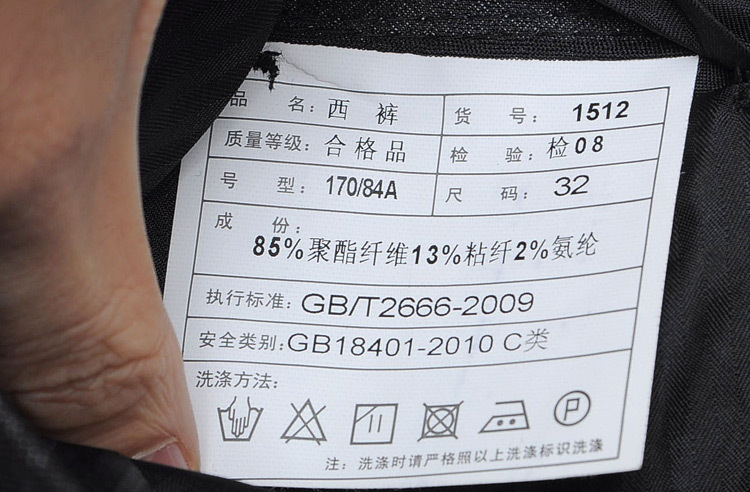 品 名: 西 裤 货 号: 1512
质量等级: 合格品 检 验: 检08
号 型: 170/84A 尺 码: 32
成 份:
85%聚酯纤维13%粘纤2%氨纶
执行标准: GB/T2666-2009
安全类别:GB18401-2010 C类
洗涤方法:
P
注: 洗涤时请严格照以上洗涤标识洗涤